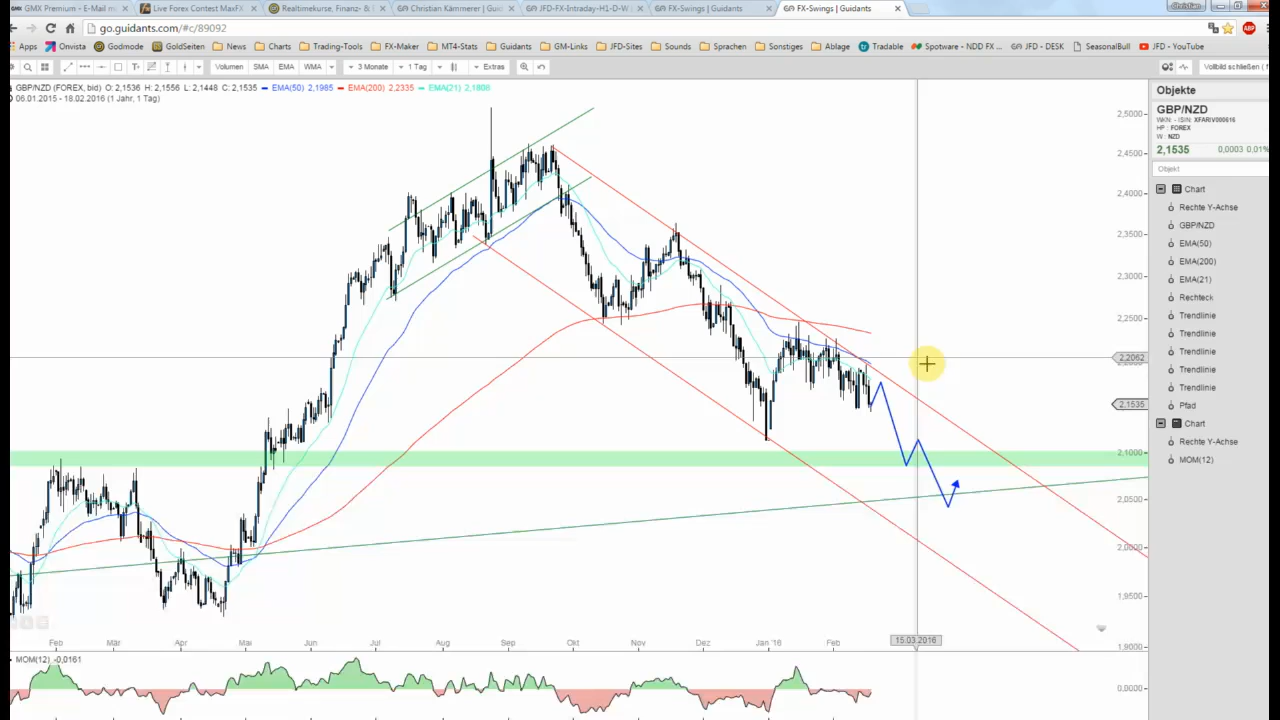 GMX Premium - E-Mail m
Live Forex Contest MaxFX
Realtimekurse, Finanz- &
Christian Kämmerer | Gui
JFD-FX-Intraday-H1-D-W
FX-Swings | Guidants
FX-Swings | Guidants
Christian
go.guidants.com/#c/89092
Apps Onvista Godmode GoldSeiten News Charts Trading-Tools FX-Maker MT4-Stats Guidants GM-Links JFD-Sites Sounds Sprachen Sonstiges Ablage Tradable Spotware - NDD FX ... JFD - DESK SeasonalBull JFD - YouTube
Volumen SMA EMA WMA 3 Monate 1 Tag Extras
Vollbild schließen (
GBP/NZD (FOREX, bid) O: 2,1536 H: 2,1556 L: 2,1448 C: 2,1535 EMA(50) 2,1985 EMA(200) 2,2335 EMA(21) 2,1808
06.01.2015 - 18.02.2016 (1 Jahr, 1 Tag)
2,5000
2,4500
2,4000
2,3500
2,3000
2,2500
2,2062
2,1535
2,1000
2,0500
2,0000
1,9500
1,9000
Feb Mär Apr Mai Jun Jul Aug Sep Okt Nov Dez Jan '16 Feb 15.03.2016
MOM(12) -0,0161
0,0000
Objekte
GBP/NZD
WKN: - ISIN: XFARIV000616
HP : FOREX
W : NZD
2,1535 0,0003 0,01%
Objekt
Chart
Rechte Y-Achse
GBP/NZD
EMA(50)
EMA(200)
EMA(21)
Rechteck
Trendlinie
Trendlinie
Trendlinie
Trendlinie
Trendlinie
Pfad
Chart
Rechte Y-Achse
MOM(12)